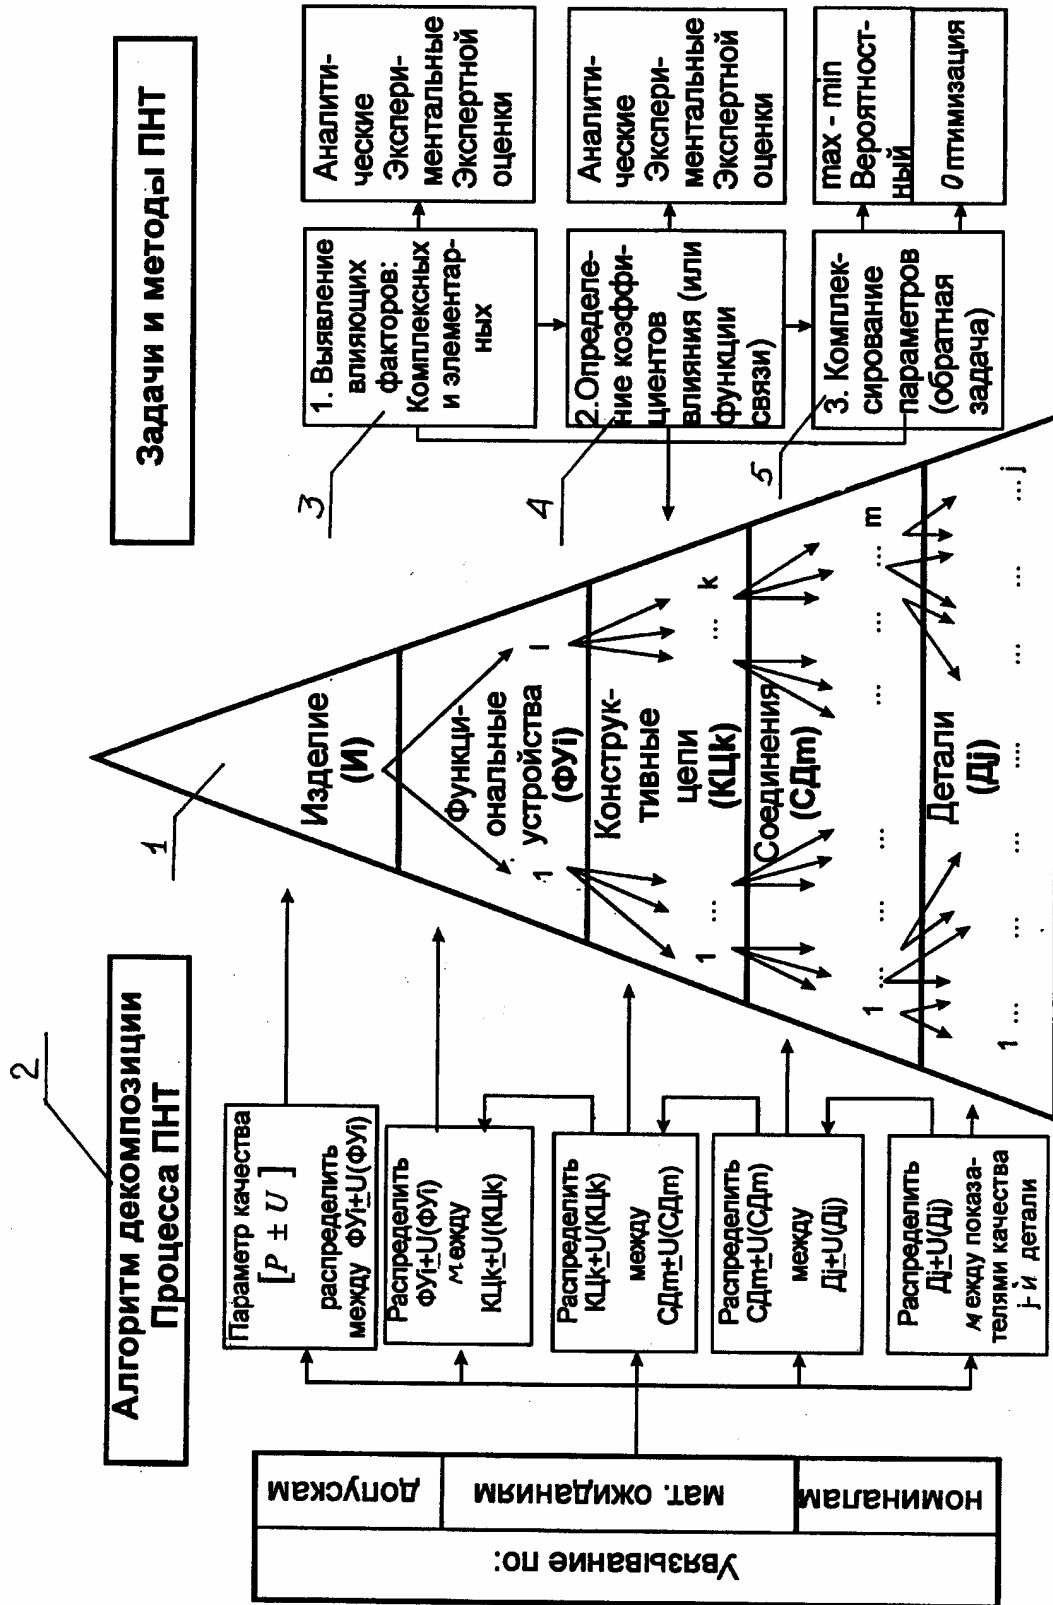 2
Алгоритм декомпозиции
Процесса ПНТ
Задачи и методы ПНТ
Увязывание по:
допускам
мат. ожиданиям
номиналам
Параметр качества
[P ± U]
распределить
между ФУi±U(ФУi)
Распределить
ФУi±U(ФУi)
между
КЦk±U(КЦk)
Распределить
КЦk±U(КЦk)
между
СДm±U(СДm)
Распределить
СДm±U(СДm)
между
Дj±U(Дj)
Распределить
Дj±U(Дj)
между показа-
телями качества
j-й детали
1
Изделие
(И)
Функци-
ональные
устройства
(ФУi)
1
I
Конструк-
тивные
цепи
(КЦk)
1 ... ... k
Соединения
(СДm)
1 ... ... ... ... ... m
Детали
(Дj)
1 ... ... ... ... ... ... ... j
3
1. Выявление
влияющих
факторов:
Комплексных
и элементар-
ных
Аналити-
ческие
Экспери-
ментальные
Экспертной
оценки
4
2.Определе-
ние коэффи-
циентов
влияния (или
функции
связи)
Аналити-
ческие
Экспери-
ментальные
Экспертной
оценки
5
3. Комплек-
сирование
параметров
(обратная
задача)
max - min
Вероятност-
ный
Оптимизация